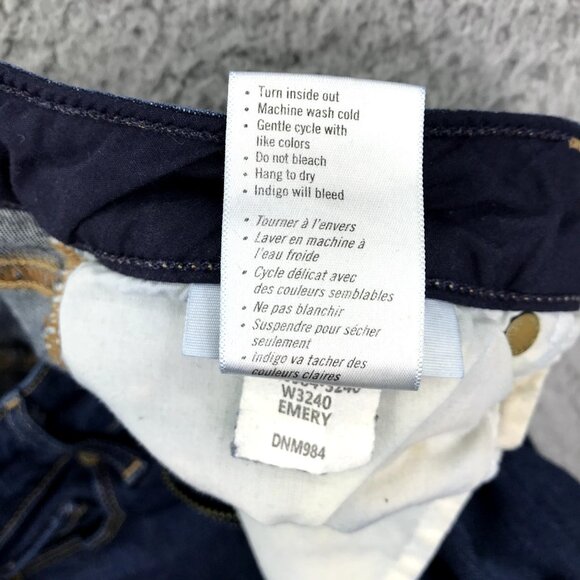 • Turn inside out
• Machine wash cold
• Gentle cycle with
like colors
• Do not bleach
• Hang to dry
• Indigo will bleed
• Tourner à l'envers
• Laver en machine à
l'eau froide
• Cycle délicat avec
des couleurs semblables
• Ne pas blanchir
• Suspendre pour sécher
seulement
• Indigo va tacher des
couleurs claires
W3240
EMERY
DNM984